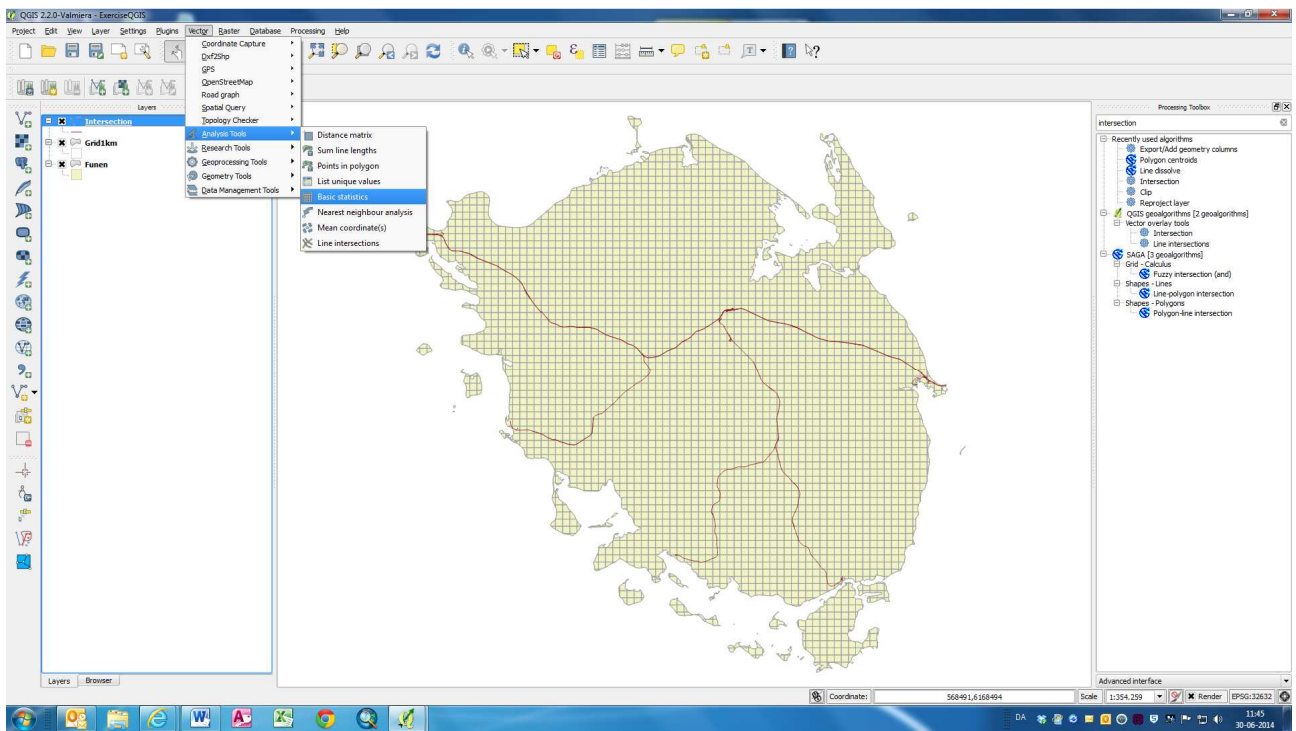 QGIS 2.2.0-Valmiera - ExerciseQGIS
Project Edit View Layer Settings Plugins Vector Raster Database Processing Help
Coordinate Capture
Dxf2Shp
GPS
OpenStreetMap
Road graph
Spatial Query
Topology Checker
Analysis Tools
Research Tools
Geoprocessing Tools
Geometry Tools
Data Management Tools
Distance matrix
Sum line lengths
Points in polygon
List unique values
Basic statistics
Nearest neighbour analysis
Mean coordinate(s)
Line intersections
Layers
Intersection
Grid1km
Funen
Processing Toolbox
intersection
Recently used algorithms
Export/Add geometry columns
Polygon centroids
Line dissolve
Intersection
Clip
Reproject layer
QGIS geoalgorithms [2 geoalgorithms]
Vector overlay tools
Intersection
Line intersections
SAGA [3 geoalgorithms]
Grid - Calculus
Fuzzy intersection (and)
Shapes - Lines
Line-polygon intersection
Shapes - Polygons
Polygon-line intersection
Layers Browser
Advanced interface
Coordinate: 568491,6168494 Scale 1:354.259 Render EPSG:32632
DA 11:45
30-06-2014